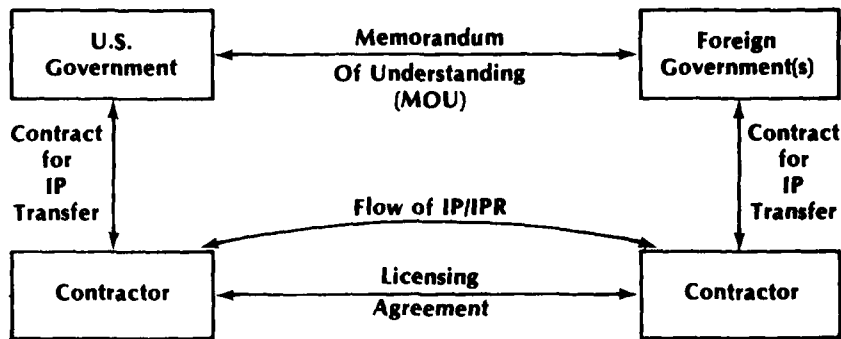 U.S.
Government
Memorandum
Of Understanding
(MOU)
Foreign
Government(s)
Contract
for
IP
Transfer
Contract
for
IP
Transfer
Flow of IP/IPR
Contractor
Licensing
Agreement
Contractor